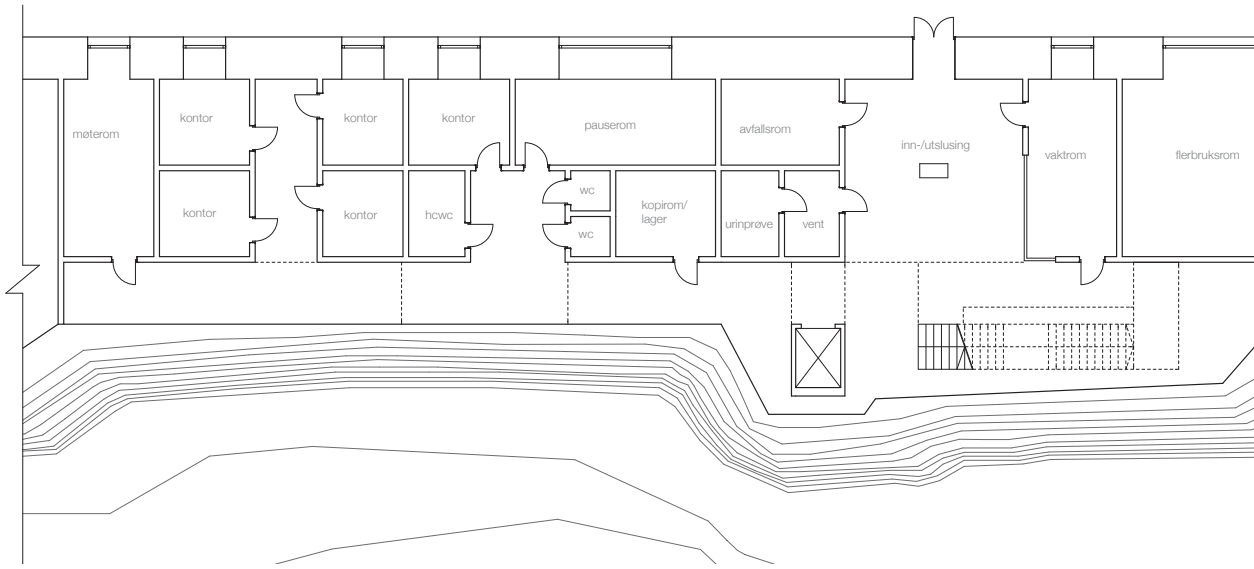 møterom
kontor
kontor
kontor
pauserom
avfallsrom
inn-/utslusing
vaktrom
flerbruksrom
kontor
kontor
hcwc
wc
wc
kopirom/
lager
urinprøve
vent